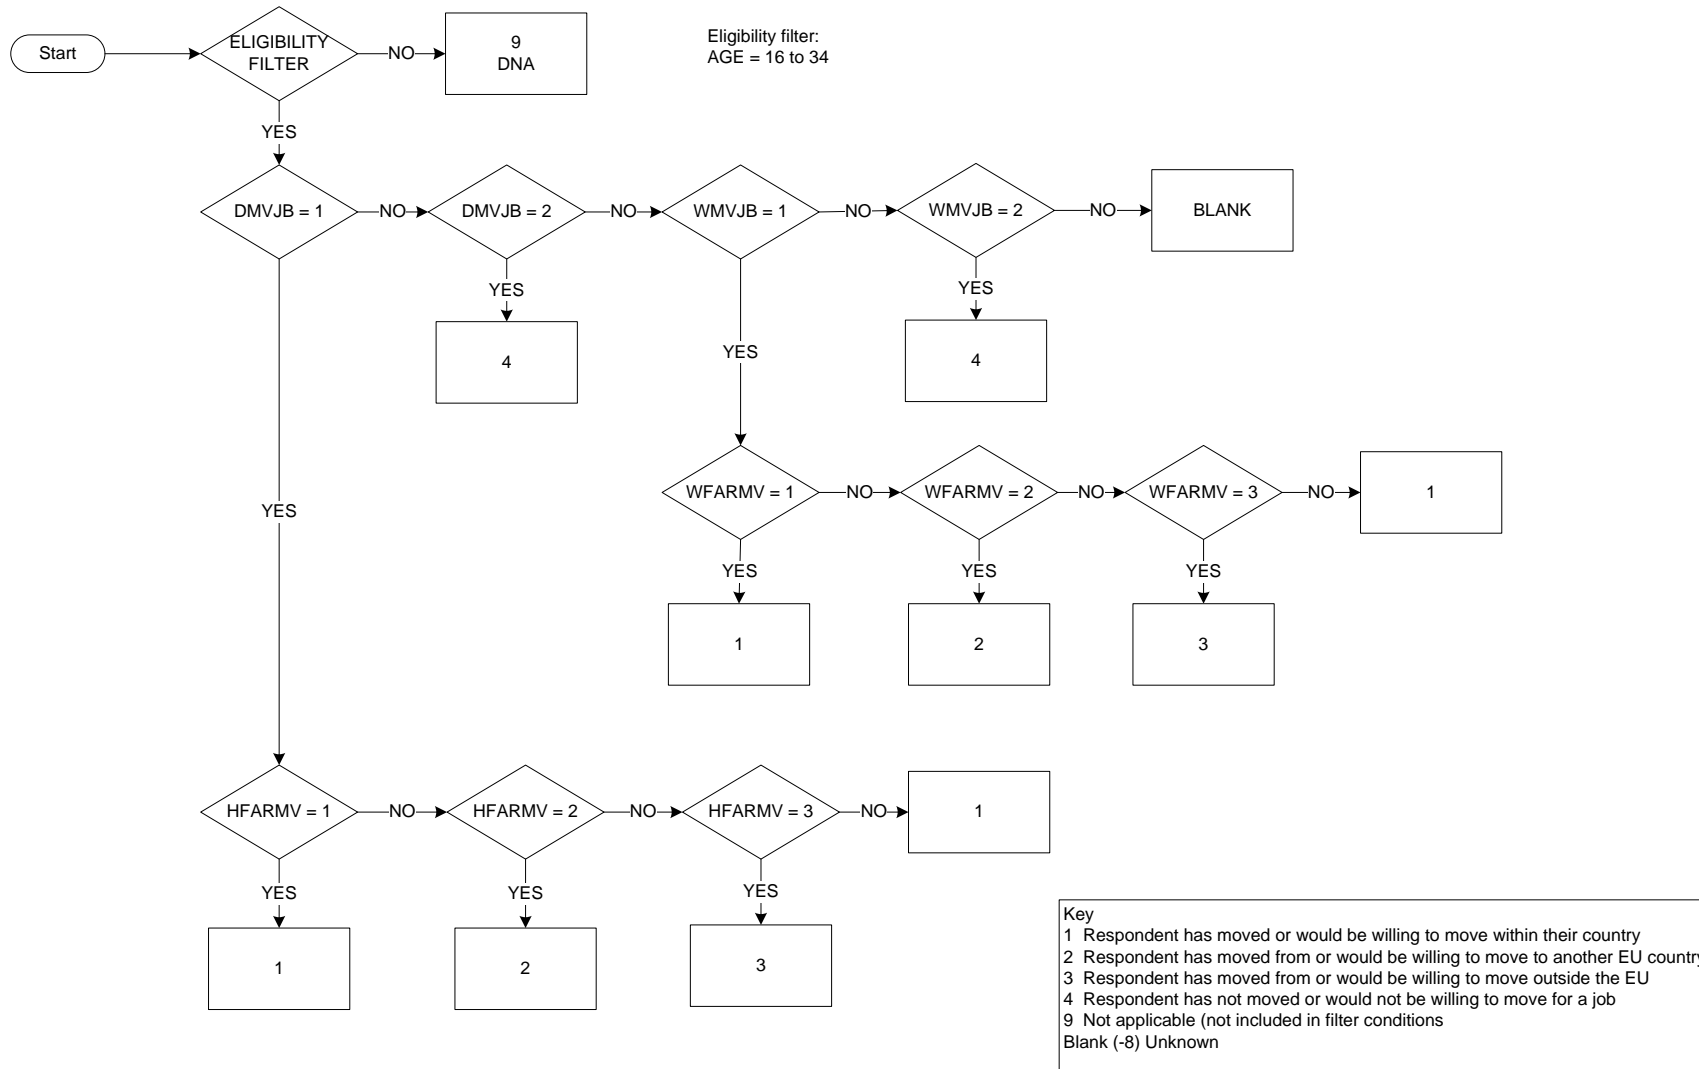 Start
ELIGIBILITY
FILTER
NO
9
DNA
Eligibility filter:
AGE = 16 to 34
YES
DMVJB = 1
NO
DMVJB = 2
NO
WMVJB = 1
NO
WMVJB = 2
NO
BLANK
YES
4
YES
4
YES
WFARMV = 1
NO
WFARMV = 2
NO
WFARMV = 3
NO
1
YES
YES
YES
YES
1
2
3
HFARMV = 1
NO
HFARMV = 2
NO
HFARMV = 3
NO
1
YES
YES
YES
1
2
3
Key
1 Respondent has moved or would be willing to move within their country
2 Respondent has moved from or would be willing to move to another EU country
3 Respondent has moved from or would be willing to move outside the EU
4 Respondent has not moved or would not be willing to move for a job
9 Not applicable (not included in filter conditions
Blank (-8) Unknown